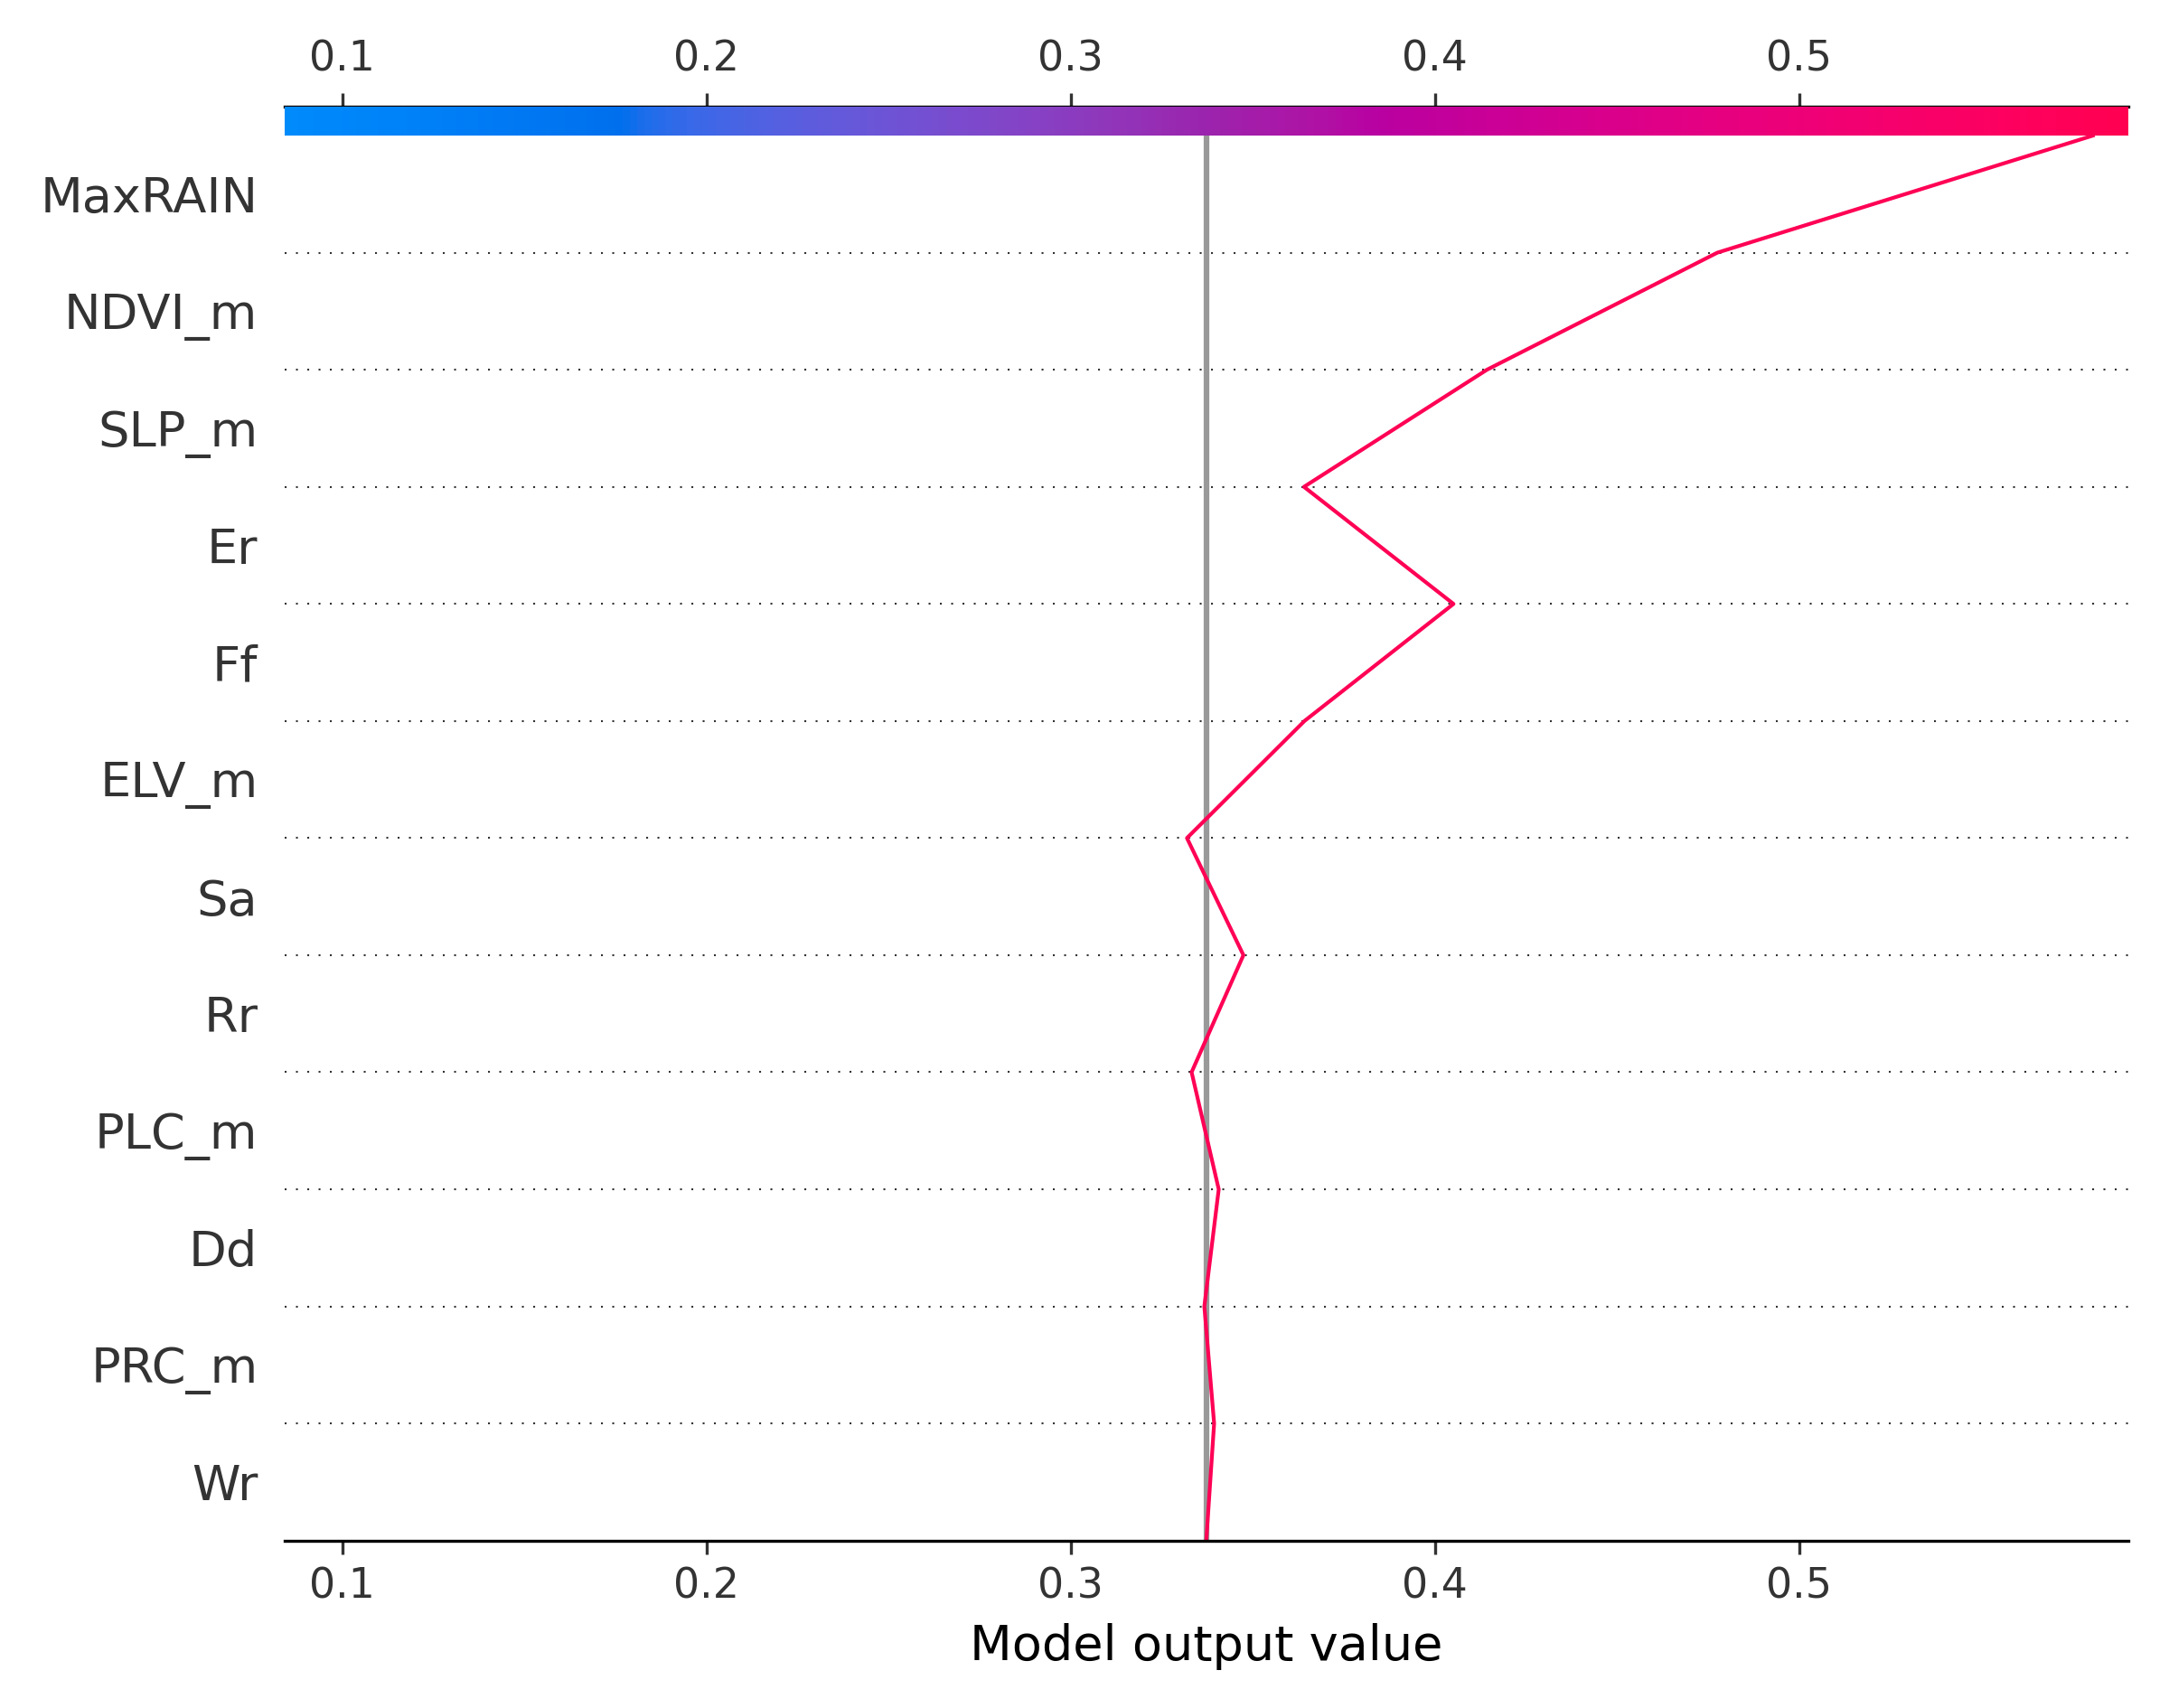 0.1 0.2 0.3 0.4 0.5
MaxRAIN
NDVI_m
SLP_m
Er
Ff
ELV_m
Sa
Rr
PLC_m
Dd
PRC_m
Wr
0.1 0.2 0.3 0.4 0.5
Model output value